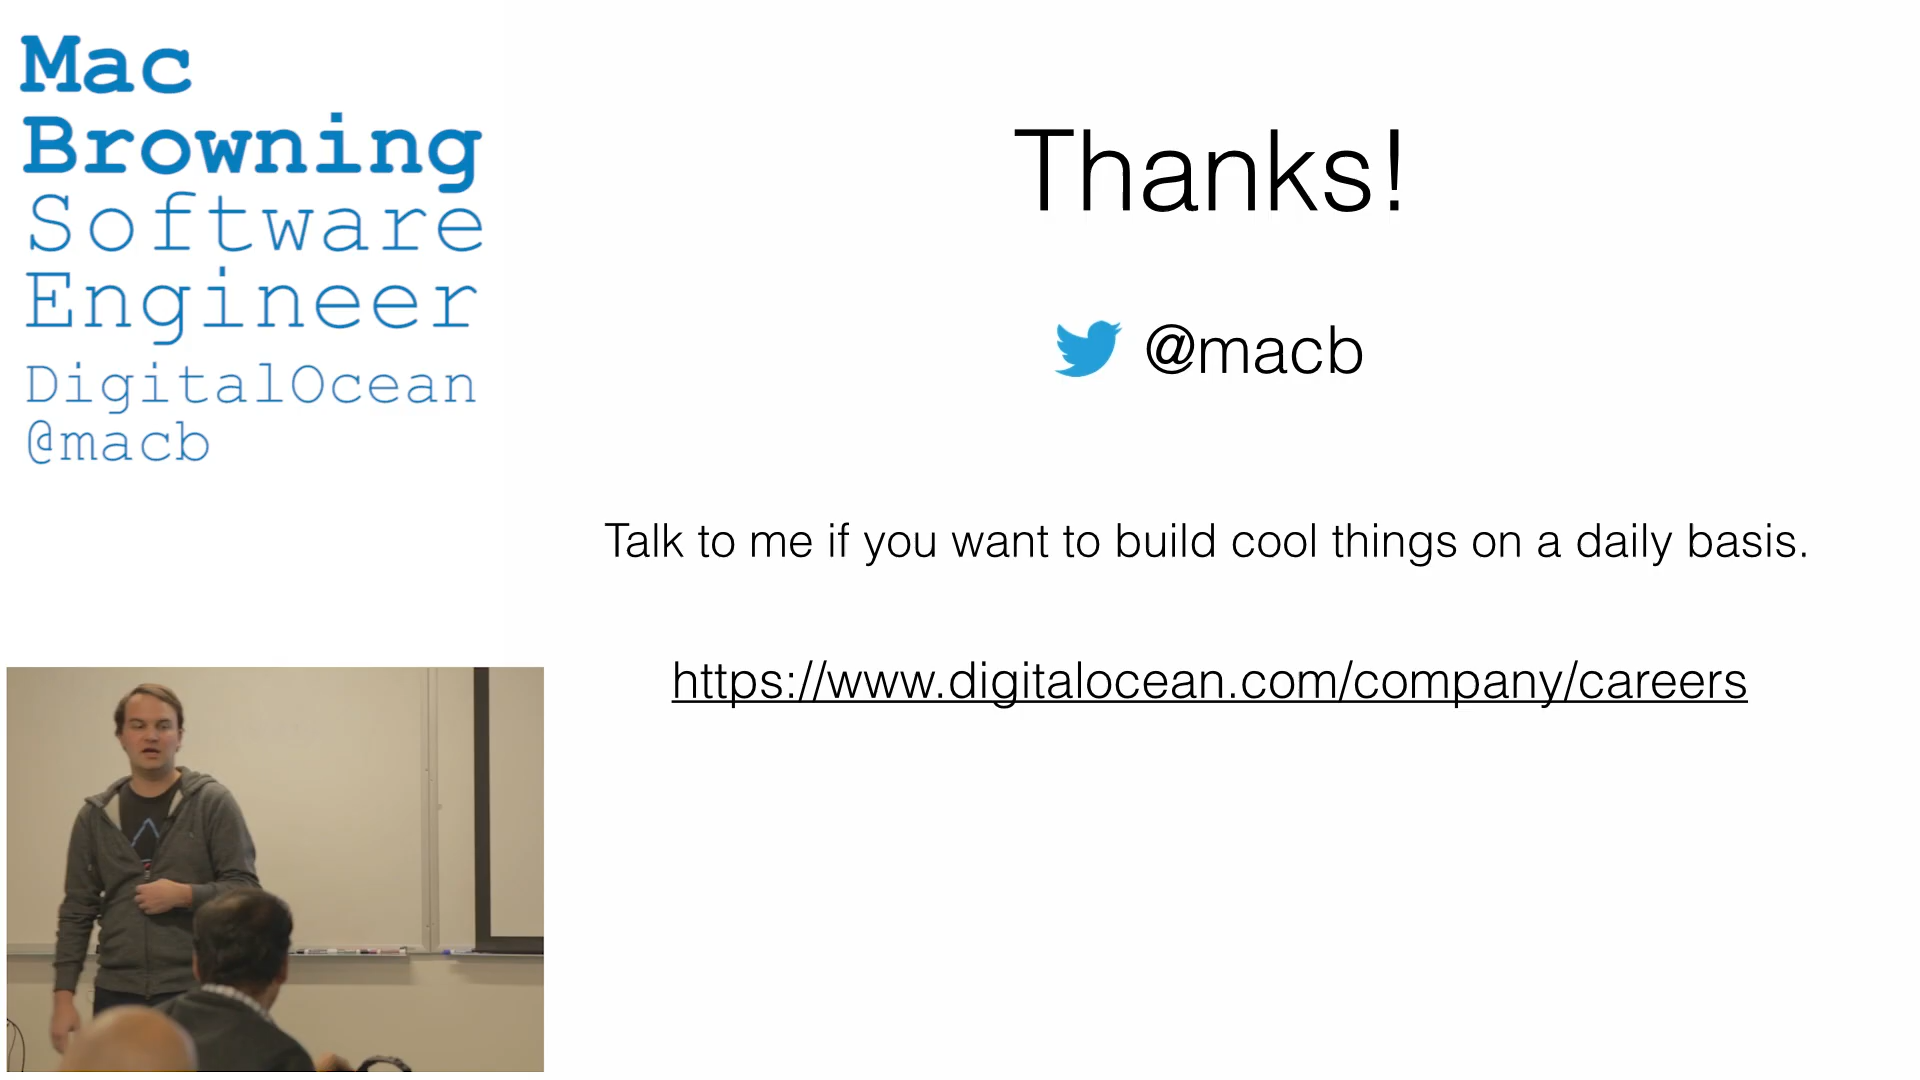 Mac
Browning
Software
Engineer
DigitalOcean
@macb
Thanks!
@macb
Talk to me if you want to build cool things on a daily basis.
https://www.digitalocean.com/company/careers